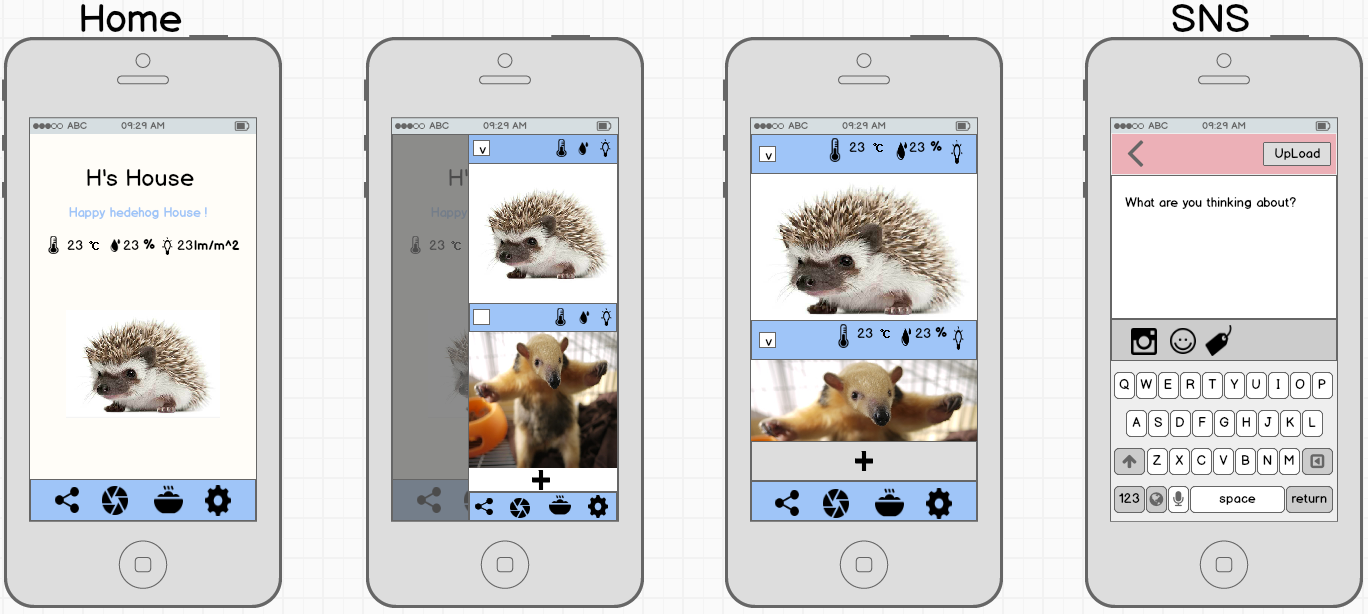 Home
ABC 09:29 AM
H's House
Happy hedehog House !
23 ℃ 23 % 23lm/m^2
ABC 09:29 AM
H'
Happy
23 ℃
v
ABC 09:29 AM
v 23 ℃ 23 %
v 23 ℃ 23 %
SNS
ABC 09:29 AM
UpLoad
What are you thinking about?
Q W E R T Y U I O P
A S D F G H J K L
Z X C V B N M
123 space return